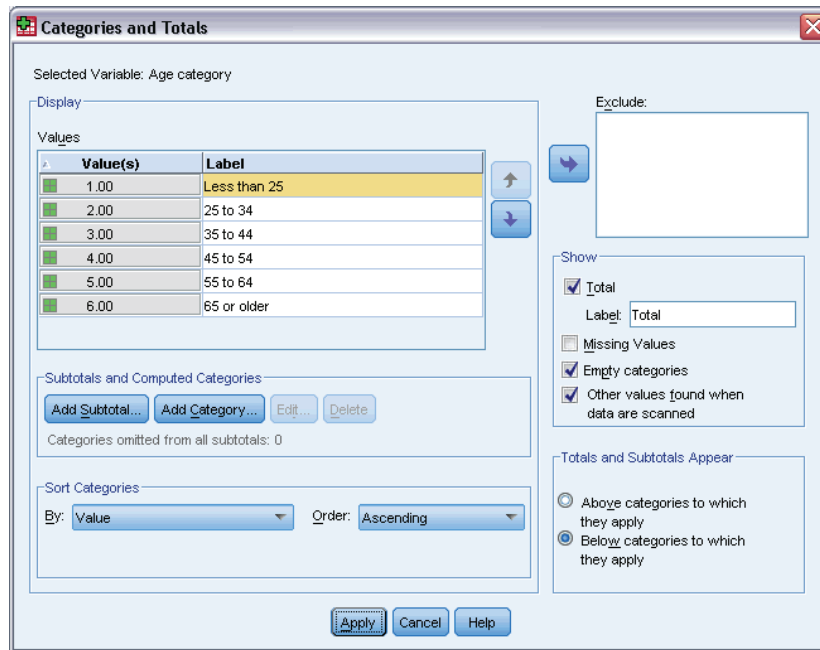 Categories and Totals
Selected Variable: Age category
Display
Values
Value(s) Label
1.00 Less than 25
2.00 25 to 34
3.00 35 to 44
4.00 45 to 54
5.00 55 to 64
6.00 65 or older
Subtotals and Computed Categories
Add Subtotal... Add Category... Edit... Delete
Categories omitted from all subtotals: 0
Sort Categories
By: Value Order: Ascending
Exclude:
Show
Total
Label: Total
Missing Values
Empty categories
Other values found when
data are scanned
Totals and Subtotals Appear
Above categories to which
they apply
Below categories to which
they apply
Apply Cancel Help